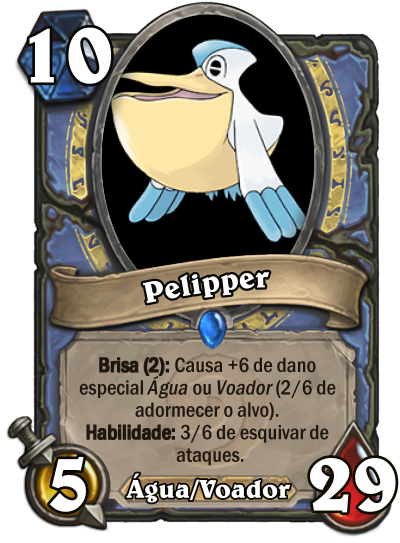 10
Pelipper
Brisa (2): Causa +6 de dano
especial Água ou Voador (2/6 de
adormecer o alvo).
Habilidade: 3/6 de esquivar de
ataques.
5
Água/Voador
29